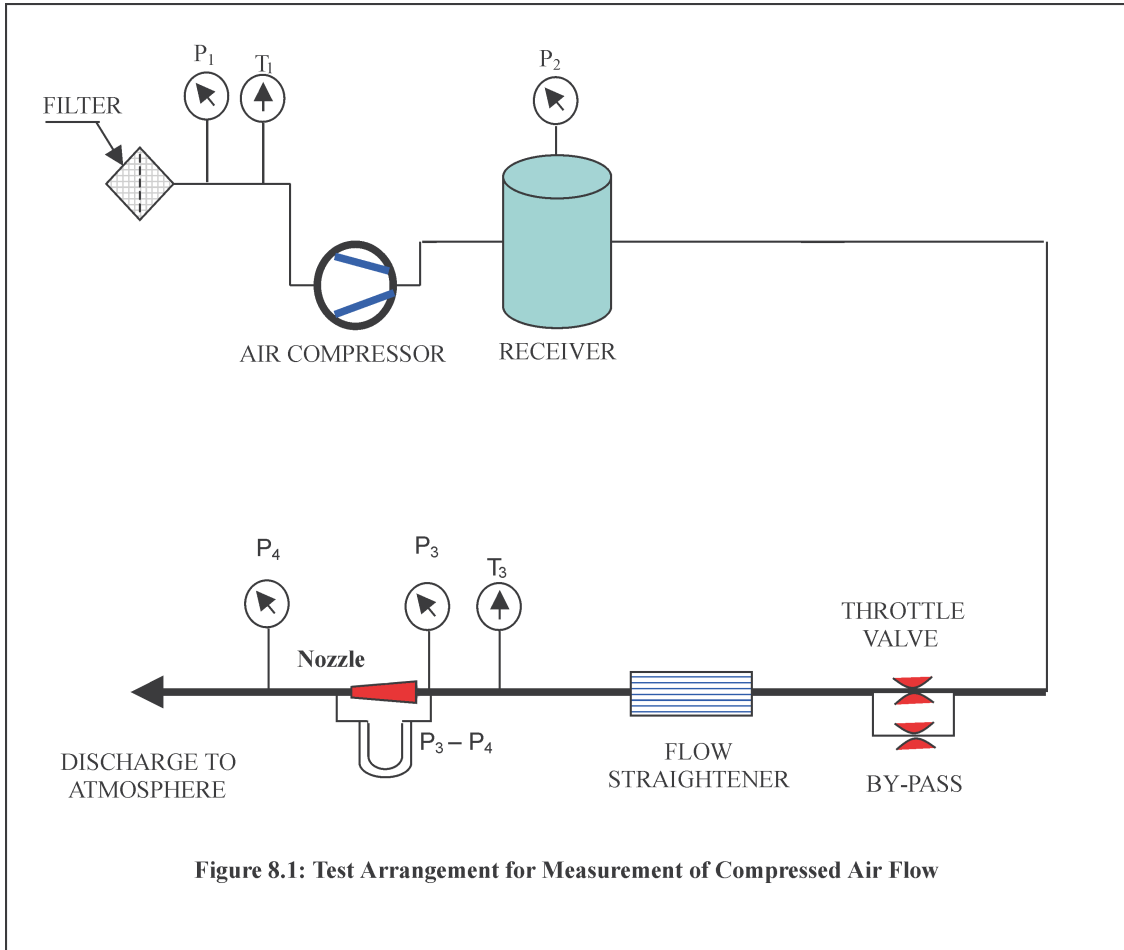 P1
T1
P2
FILTER
AIR COMPRESSOR
RECEIVER
P4
P3
T3
THROTTLE
VALVE
Nozzle
P3 – P4
DISCHARGE TO
ATMOSPHERE
FLOW
STRAIGHTENER
BY-PASS
Figure 8.1: Test Arrangement for Measurement of Compressed Air Flow